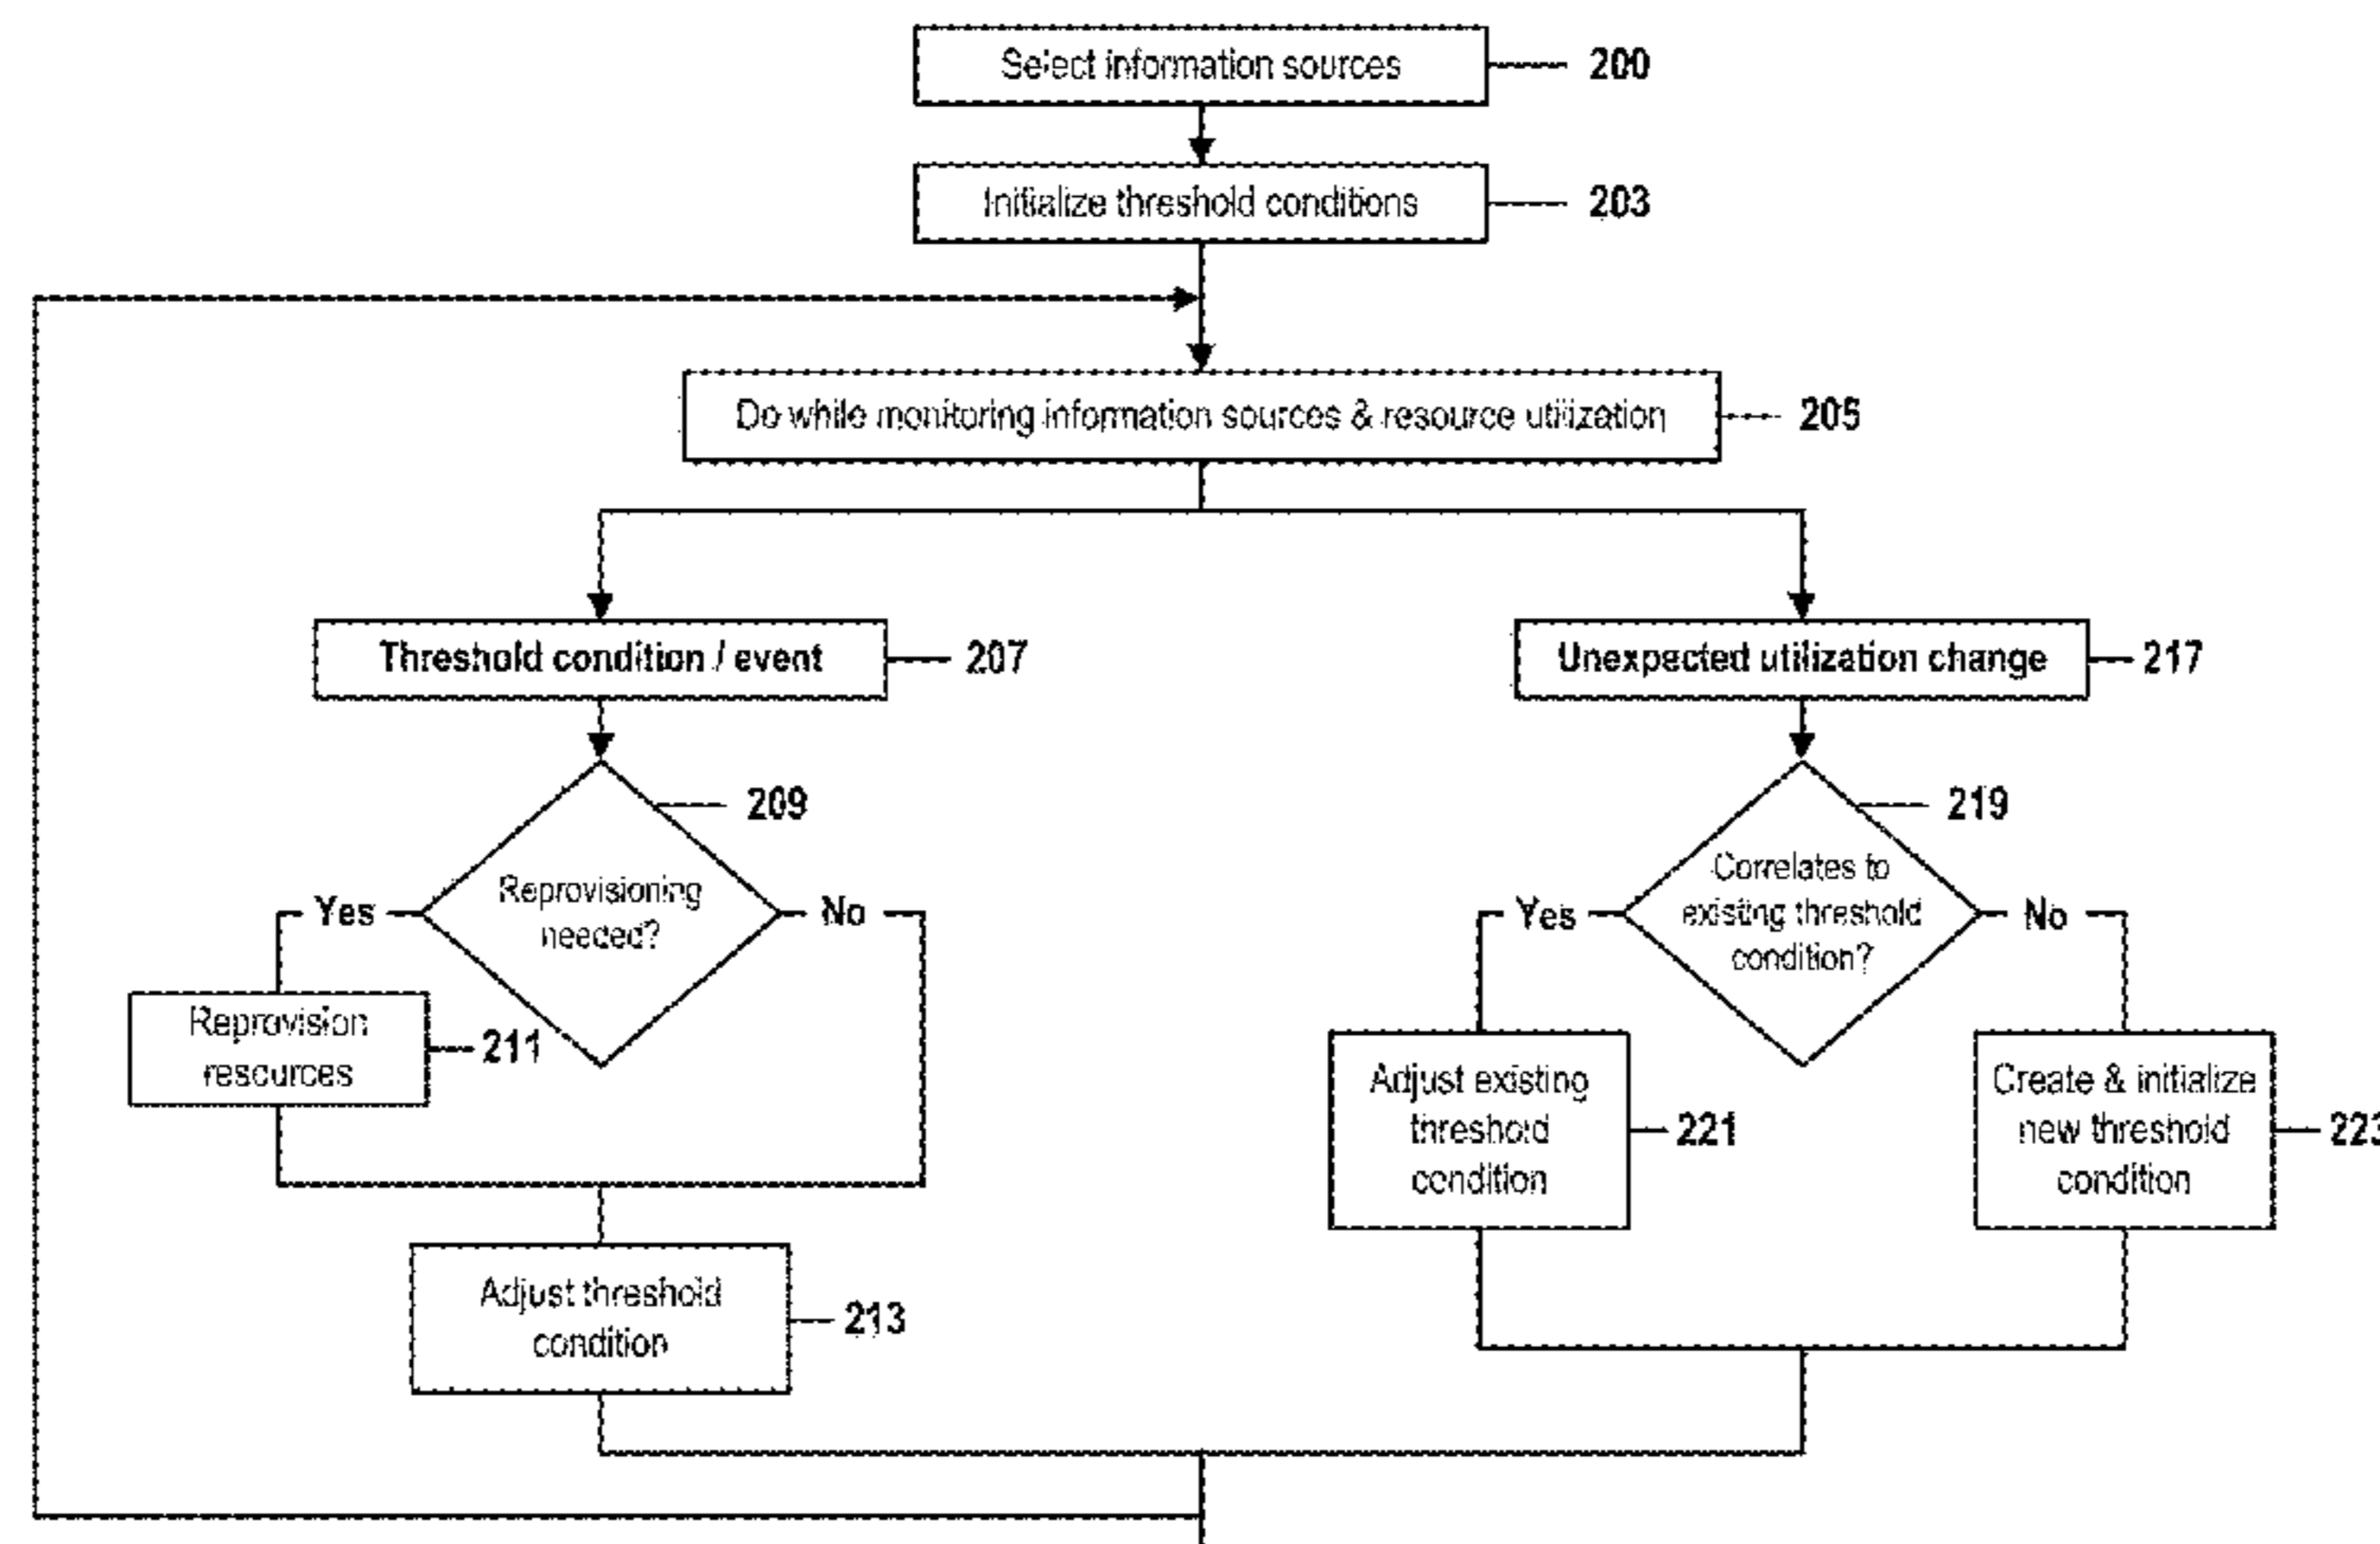 Select information sources
200
Initialize threshold conditions
203
Do while monitoring information sources & resource utilization
205
Threshold condition / event
207
Unexpected utilization change
217
209
219
Yes
Reprovisioning
needed?
No
Yes
Correlates to
existing threshold
condition?
No
Reprovision
resources
211
Adjust existing
threshold
condition
221
Create & initialize
new threshold
condition
223
Adjust threshold
condition
213